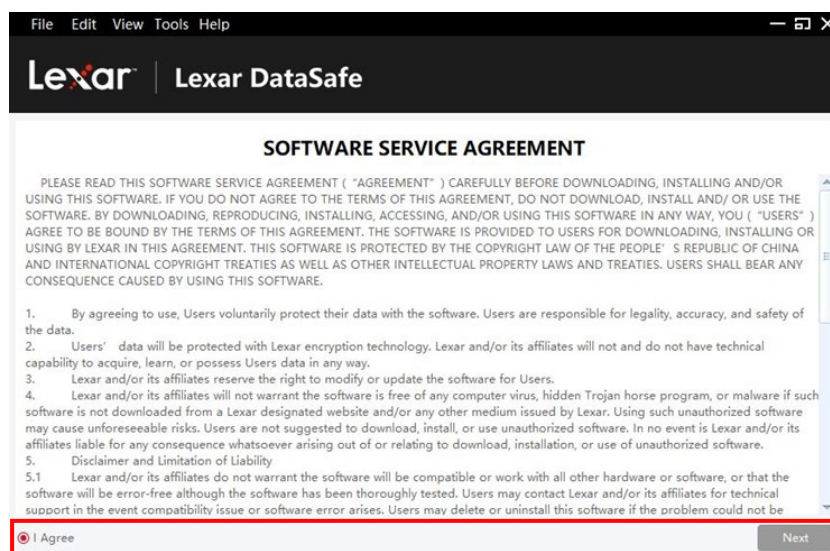 File Edit View Tools Help
Lexar Lexar DataSafe
SOFTWARE SERVICE AGREEMENT
PLEASE READ THIS SOFTWARE SERVICE AGREEMENT ( “AGREEMENT” ) CAREFULLY BEFORE DOWNLOADING, INSTALLING AND/OR
USING THIS SOFTWARE. IF YOU DO NOT AGREE TO THE TERMS OF THIS AGREEMENT, DO NOT DOWNLOAD, INSTALL AND/ OR USE THE
SOFTWARE. BY DOWNLOADING, REPRODUCING, INSTALLING, ACCESSING, AND/OR USING THIS SOFTWARE IN ANY WAY, YOU ( “USERS” )
AGREE TO BE BOUND BY THE TERMS OF THIS AGREEMENT. THE SOFTWARE IS PROVIDED TO USERS FOR DOWNLOADING, INSTALLING OR
USING BY LEXAR IN THIS AGREEMENT. THIS SOFTWARE IS PROTECTED BY THE COPYRIGHT LAW OF THE PEOPLE’ S REPUBLIC OF CHINA
AND INTERNATIONAL COPYRIGHT TREATIES AS WELL AS OTHER INTELLECTUAL PROPERTY LAWS AND TREATIES. USERS SHALL BEAR ANY
CONSEQUENCE CAUSED BY USING THIS SOFTWARE.
1. By agreeing to use, Users voluntarily protect their data with the software. Users are responsible for legality, accuracy, and safety of
the data.
2. Users’ data will be protected with Lexar encryption technology. Lexar and/or its affiliates will not and do not have technical
capability to acquire, learn, or possess Users data in any way.
3. Lexar and/or its affiliates reserve the right to modify or update the software for Users.
4. Lexar and/or its affiliates will not warrant the software is free of any computer virus, hidden Trojan horse program, or malware if such
software is not downloaded from a Lexar designated website and/or any other medium issued by Lexar. Using such unauthorized software
may cause unforeseeable risks. Users are not suggested to download, install, or use unauthorized software. In no event is Lexar and/or its
affiliates liable for any consequence whatsoever arising out of or relating to download, installation, or use of unauthorized software.
5. Disclaimer and Limitation of Liability
5.1 Lexar and/or its affiliates do not warrant the software will be compatible or work with all other hardware or software, or that the
software will be error-free although the software has been thoroughly tested. Users may contact Lexar and/or its affiliates for technical
support in the event compatibility issue or software error arises. Users may delete or uninstall this software if the problem could not be
I Agree Next